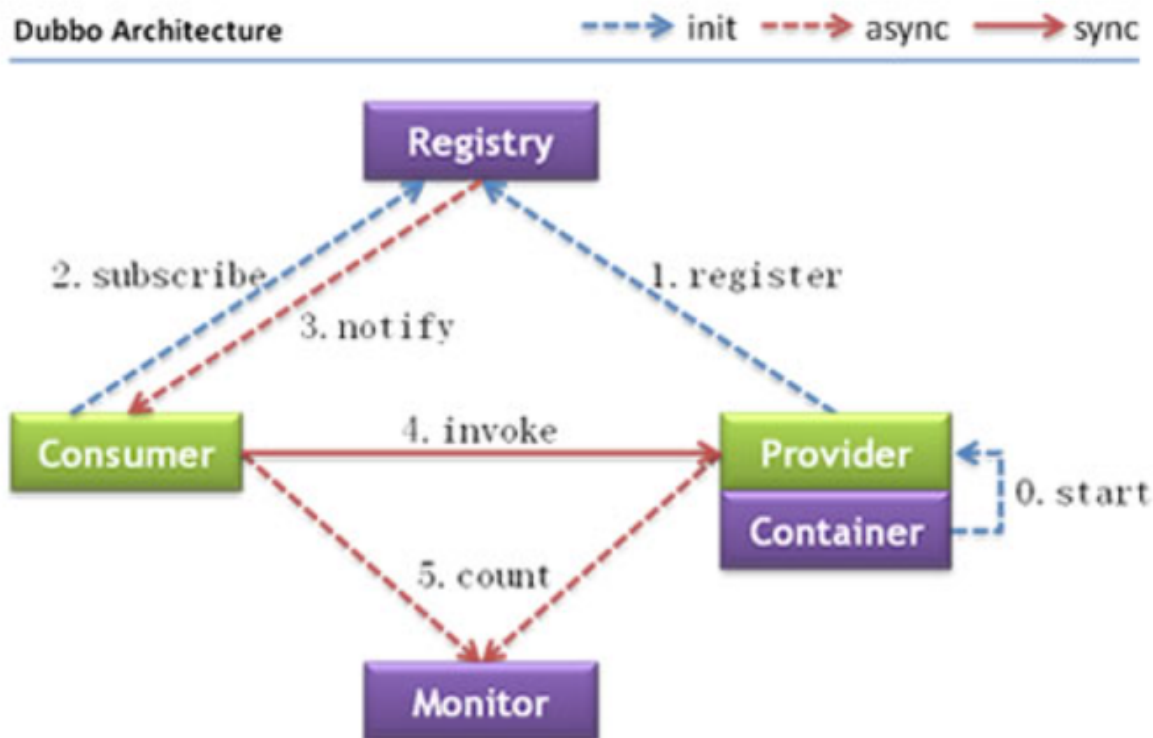 Dubbo Architecture
init
async
sync
Registry
2. subscribe
1. register
3. notify
4. invoke
Consumer
Provider
0. start
Container
5. count
Monitor